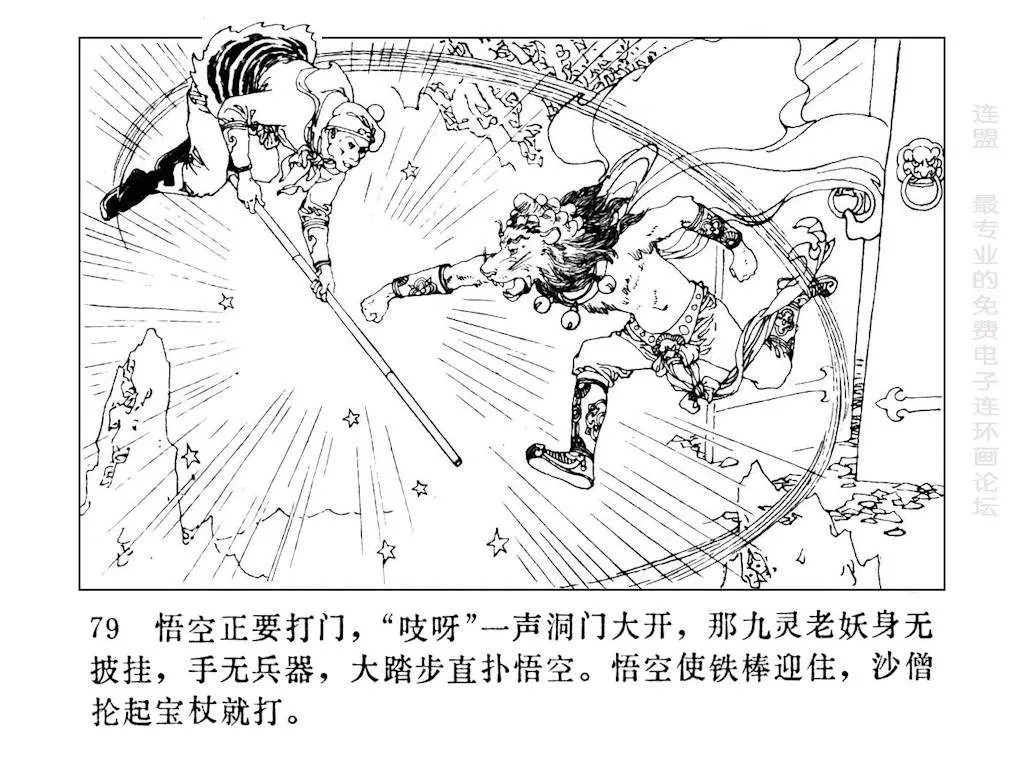 79 悟空正要打门，“吱呀”一声洞门大开，那九灵老妖身无
披挂，手无兵器，大踏步直扑悟空。悟空使铁棒迎住，沙僧
抡起宝杖就打。
连盟 最专业的免费电子连环画论坛